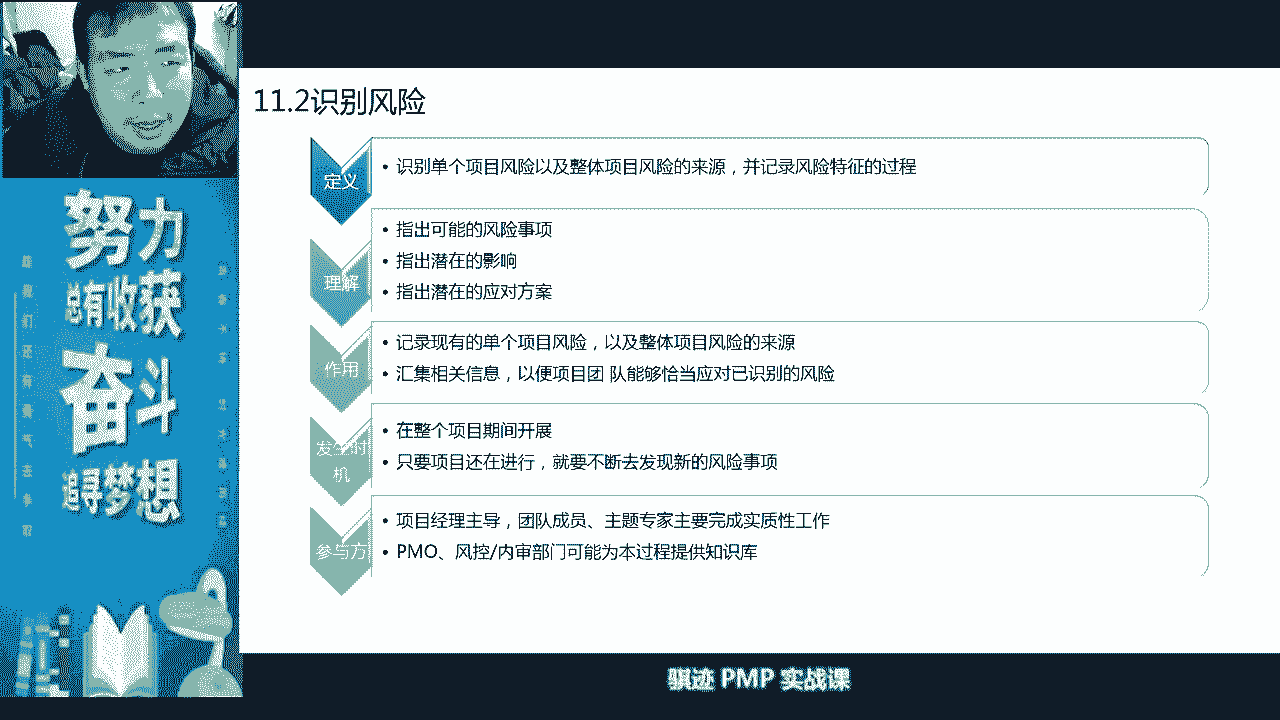 11.2识别风险
定义
• 识别单个项目风险以及整体项目风险的来源，并记录风险特征的过程
理解
• 指出可能的风险事项
• 指出潜在的影响
• 指出潜在的应对方案
作用
• 记录现有的单个项目风险，以及整体项目风险的来源
• 汇集相关信息，以便项目团 队能够恰当应对已识别的风险
发生时
机
• 在整个项目期间开展
• 只要项目还在进行，就要不断去发现新的风险事项
参与方
• 项目经理主导，团队成员、主题专家主要完成实质性工作
• PMO、风控/内审部门可能为本过程提供知识库
努力
总有收获
奋斗
追寻梦想
骐迹 PMP 实战课